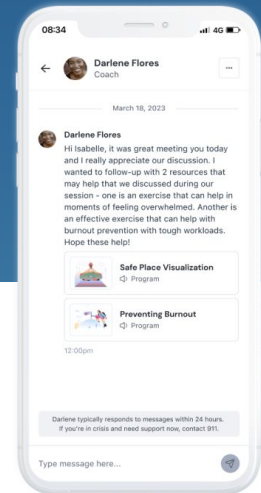 08:34
4G
Darlene Flores
Coach
March 18, 2023
Darlene Flores
Hi Isabelle, it was great meeting you today
and I really appreciate our discussion. I
wanted to follow-up with 2 resources that
may help that we discussed during our
session - one is an exercise that can help in
moments of feeling overwhelmed. Another is
an effective exercise that can help with
burnout prevention with tough workloads.
Hope these help!
Safe Place Visualization
Program
Preventing Burnout
Program
12:00pm
Darlene typically responds to messages within 24 hours.
If you're in crisis and need support now, contact 911.
Type message here...